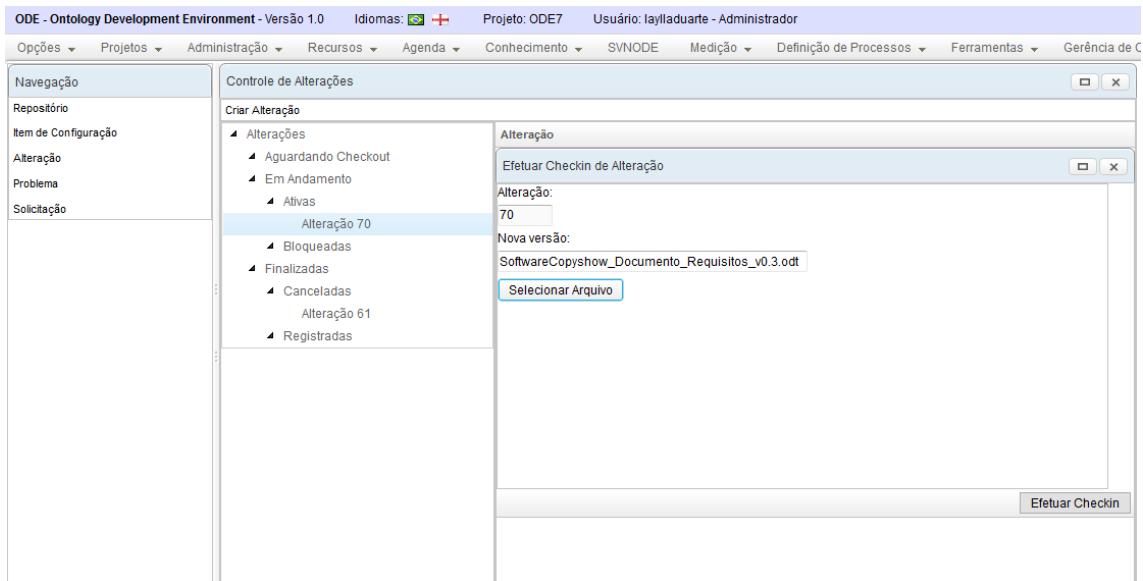 ODE - Ontology Development Environment - Versão 1.0 Idiomas: Projeto: ODE7 Usuário: laylladuarte - Administrador
Opções Projetos Administração Recursos Agenda Conhecimento SVNODE Medição Definição de Processos Ferramentas Gerência de C
Navegação
Repositório
Item de Configuração
Alteração
Problema
Solicitação
Controle de Alterações
Criar Alteração
Alterações
Aguardando Checkout
Em Andamento
Ativas
Alteração 70
Bloqueadas
Finalizadas
Canceladas
Alteração 61
Registradas
Alteração
Efetuar Checkin de Alteração
Alteração:
70
Nova versão:
SoftwareCopyshow_Documento_Requisitos_v0.3.odt
Selecionar Arquivo
Efetuar Checkin